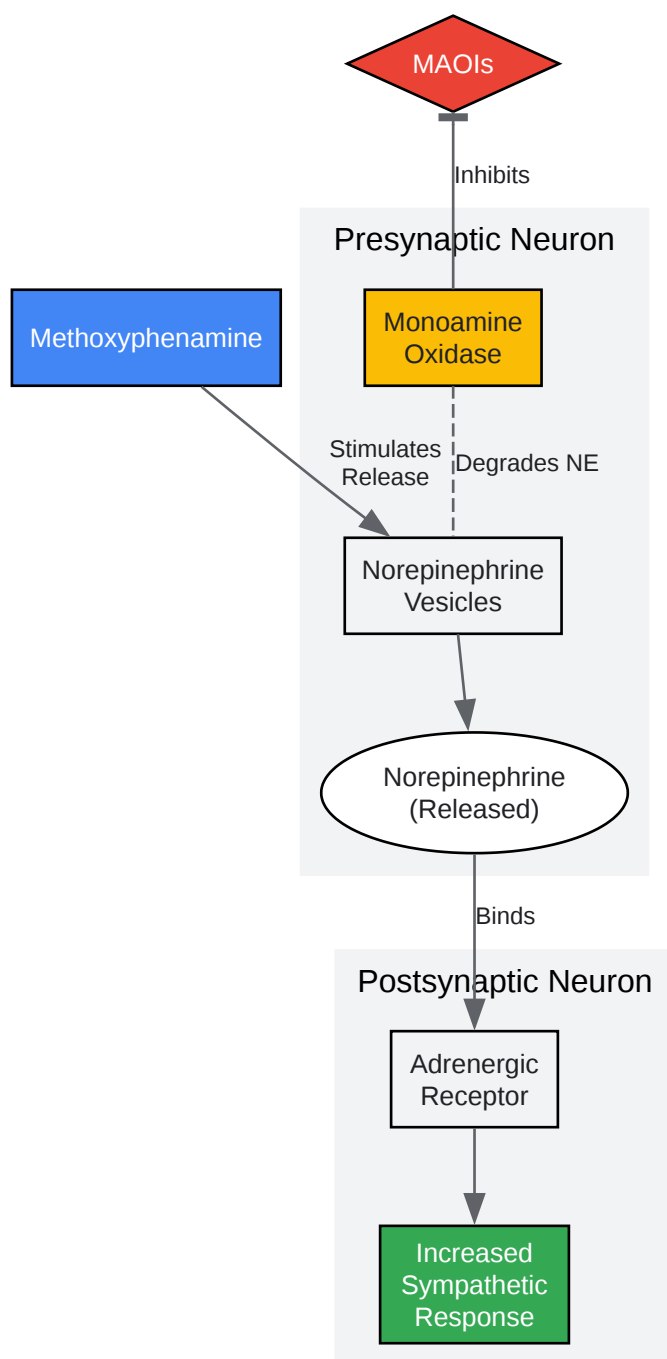 MAOIs
Inhibits
Presynaptic Neuron
Methoxyphenamine
Monoamine
Oxidase
Stimulates
Release
Degrades NE
Norepinephrine
Vesicles
Norepinephrine
(Released)
Binds
Postsynaptic Neuron
Adrenergic
Receptor
Increased
Sympathetic
Response